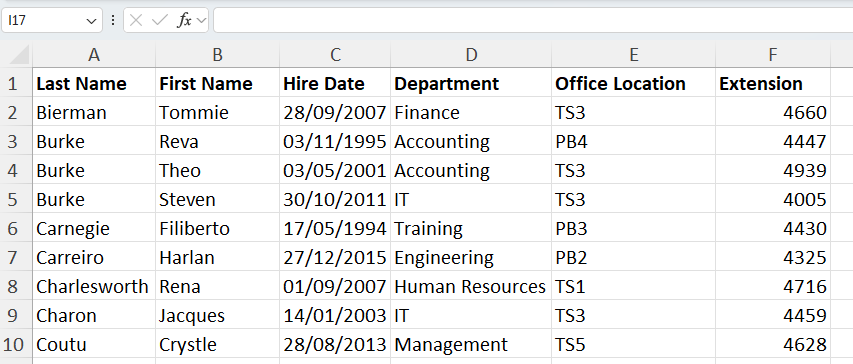 I17 fx
A B C D E F
1 Last Name First Name Hire Date Department Office Location Extension
2 Bierman Tommie 28/09/2007 Finance TS3 4660
3 Burke Reva 03/11/1995 Accounting PB4 4447
4 Burke Theo 03/05/2001 Accounting TS3 4939
5 Burke Steven 30/10/2011 IT TS3 4005
6 Carnegie Filiberto 17/05/1994 Training PB3 4430
7 Carreiro Harlan 27/12/2015 Engineering PB2 4325
8 Charlesworth Rena 01/09/2007 Human Resources TS1 4716
9 Charon Jacques 14/01/2003 IT TS3 4459
10 Coutu Crystle 28/08/2013 Management TS5 4628